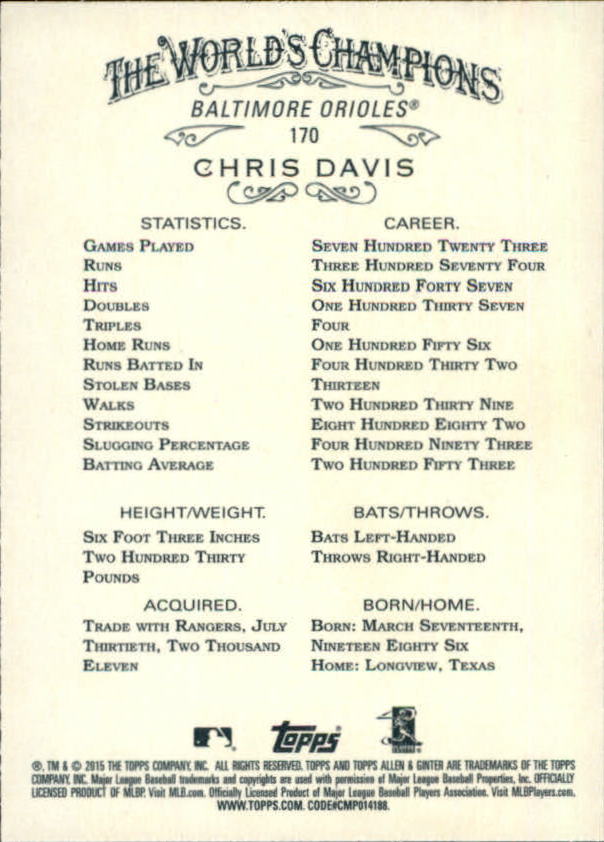 THE WORLD'S CHAMPIONS
BALTIMORE ORIOLES®
170
CHRIS DAVIS
STATISTICS. CAREER.
GAMES PLAYED SEVEN HUNDRED TWENTY THREE
RUNS THREE HUNDRED SEVENTY FOUR
HITS SIX HUNDRED FORTY SEVEN
DOUBLES ONE HUNDRED THIRTY SEVEN
TRIPLES FOUR
HOME RUNS ONE HUNDRED FIFTY SIX
RUNS BATTED IN FOUR HUNDRED THIRTY TWO
STOLEN BASES THIRTEEN
WALKS TWO HUNDRED THIRTY NINE
STRIKEOUTS EIGHT HUNDRED EIGHTY TWO
SLUGGING PERCENTAGE FOUR HUNDRED NINETY THREE
BATTING AVERAGE TWO HUNDRED FIFTY THREE
HEIGHT/WEIGHT.
SIX FOOT THREE INCHES
TWO HUNDRED THIRTY
POUNDS
BATS/THROWS.
BATS LEFT-HANDED
THROWS RIGHT-HANDED
ACQUIRED.
TRADE WITH RANGERS, JULY
THIRTIETH, TWO THOUSAND
ELEVEN
BORN/HOME.
BORN: MARCH SEVENTEENTH,
NINETEEN EIGHTY SIX
HOME: LONGVIEW, TEXAS
Topps
®, TM & © 2015 THE TOPPS COMPANY, INC. ALL RIGHTS RESERVED. TOPPS AND TOPPS ALLEN & GINTER ARE TRADEMARKS OF THE TOPPS
COMPANY, INC. Major League Baseball trademarks and copyrights are used with permission of Major League Baseball Properties, Inc. OFFICIALLY
LICENSED PRODUCT OF MLBP. Visit MLB.com. Officially Licensed Product of Major League Baseball Players Association. Visit MLBPlayers.com.
WWW.TOPPS.COM. CODE#CMP014188.